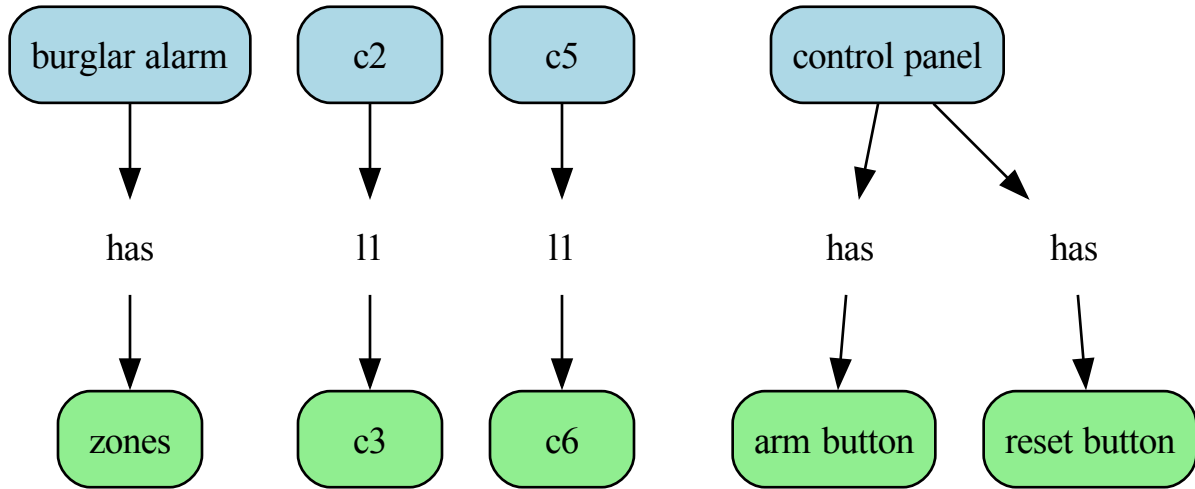 burglar alarm
c2
c5
control panel
has
l1
l1
has
has
zones
c3
c6
arm button
reset button